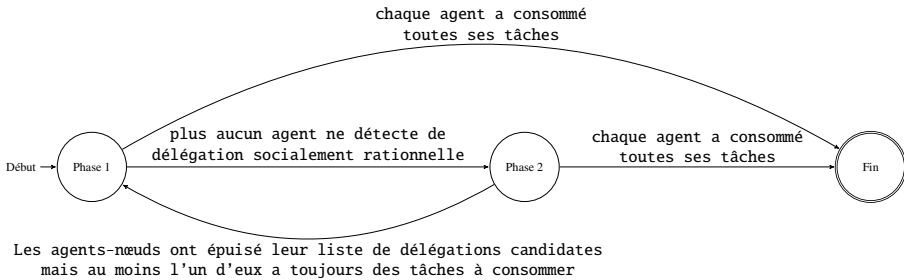 chaque agent a consommé
toutes ses tâches
plus aucun agent ne détecte de
délégation socialement rationnelle
chaque agent a consommé
toutes ses tâches
Début
Phase 1
Phase 2
Fin
Les agents-nœuds ont épuisé leur liste de délégations candidates
mais au moins l'un d'eux a toujours des tâches à consommer